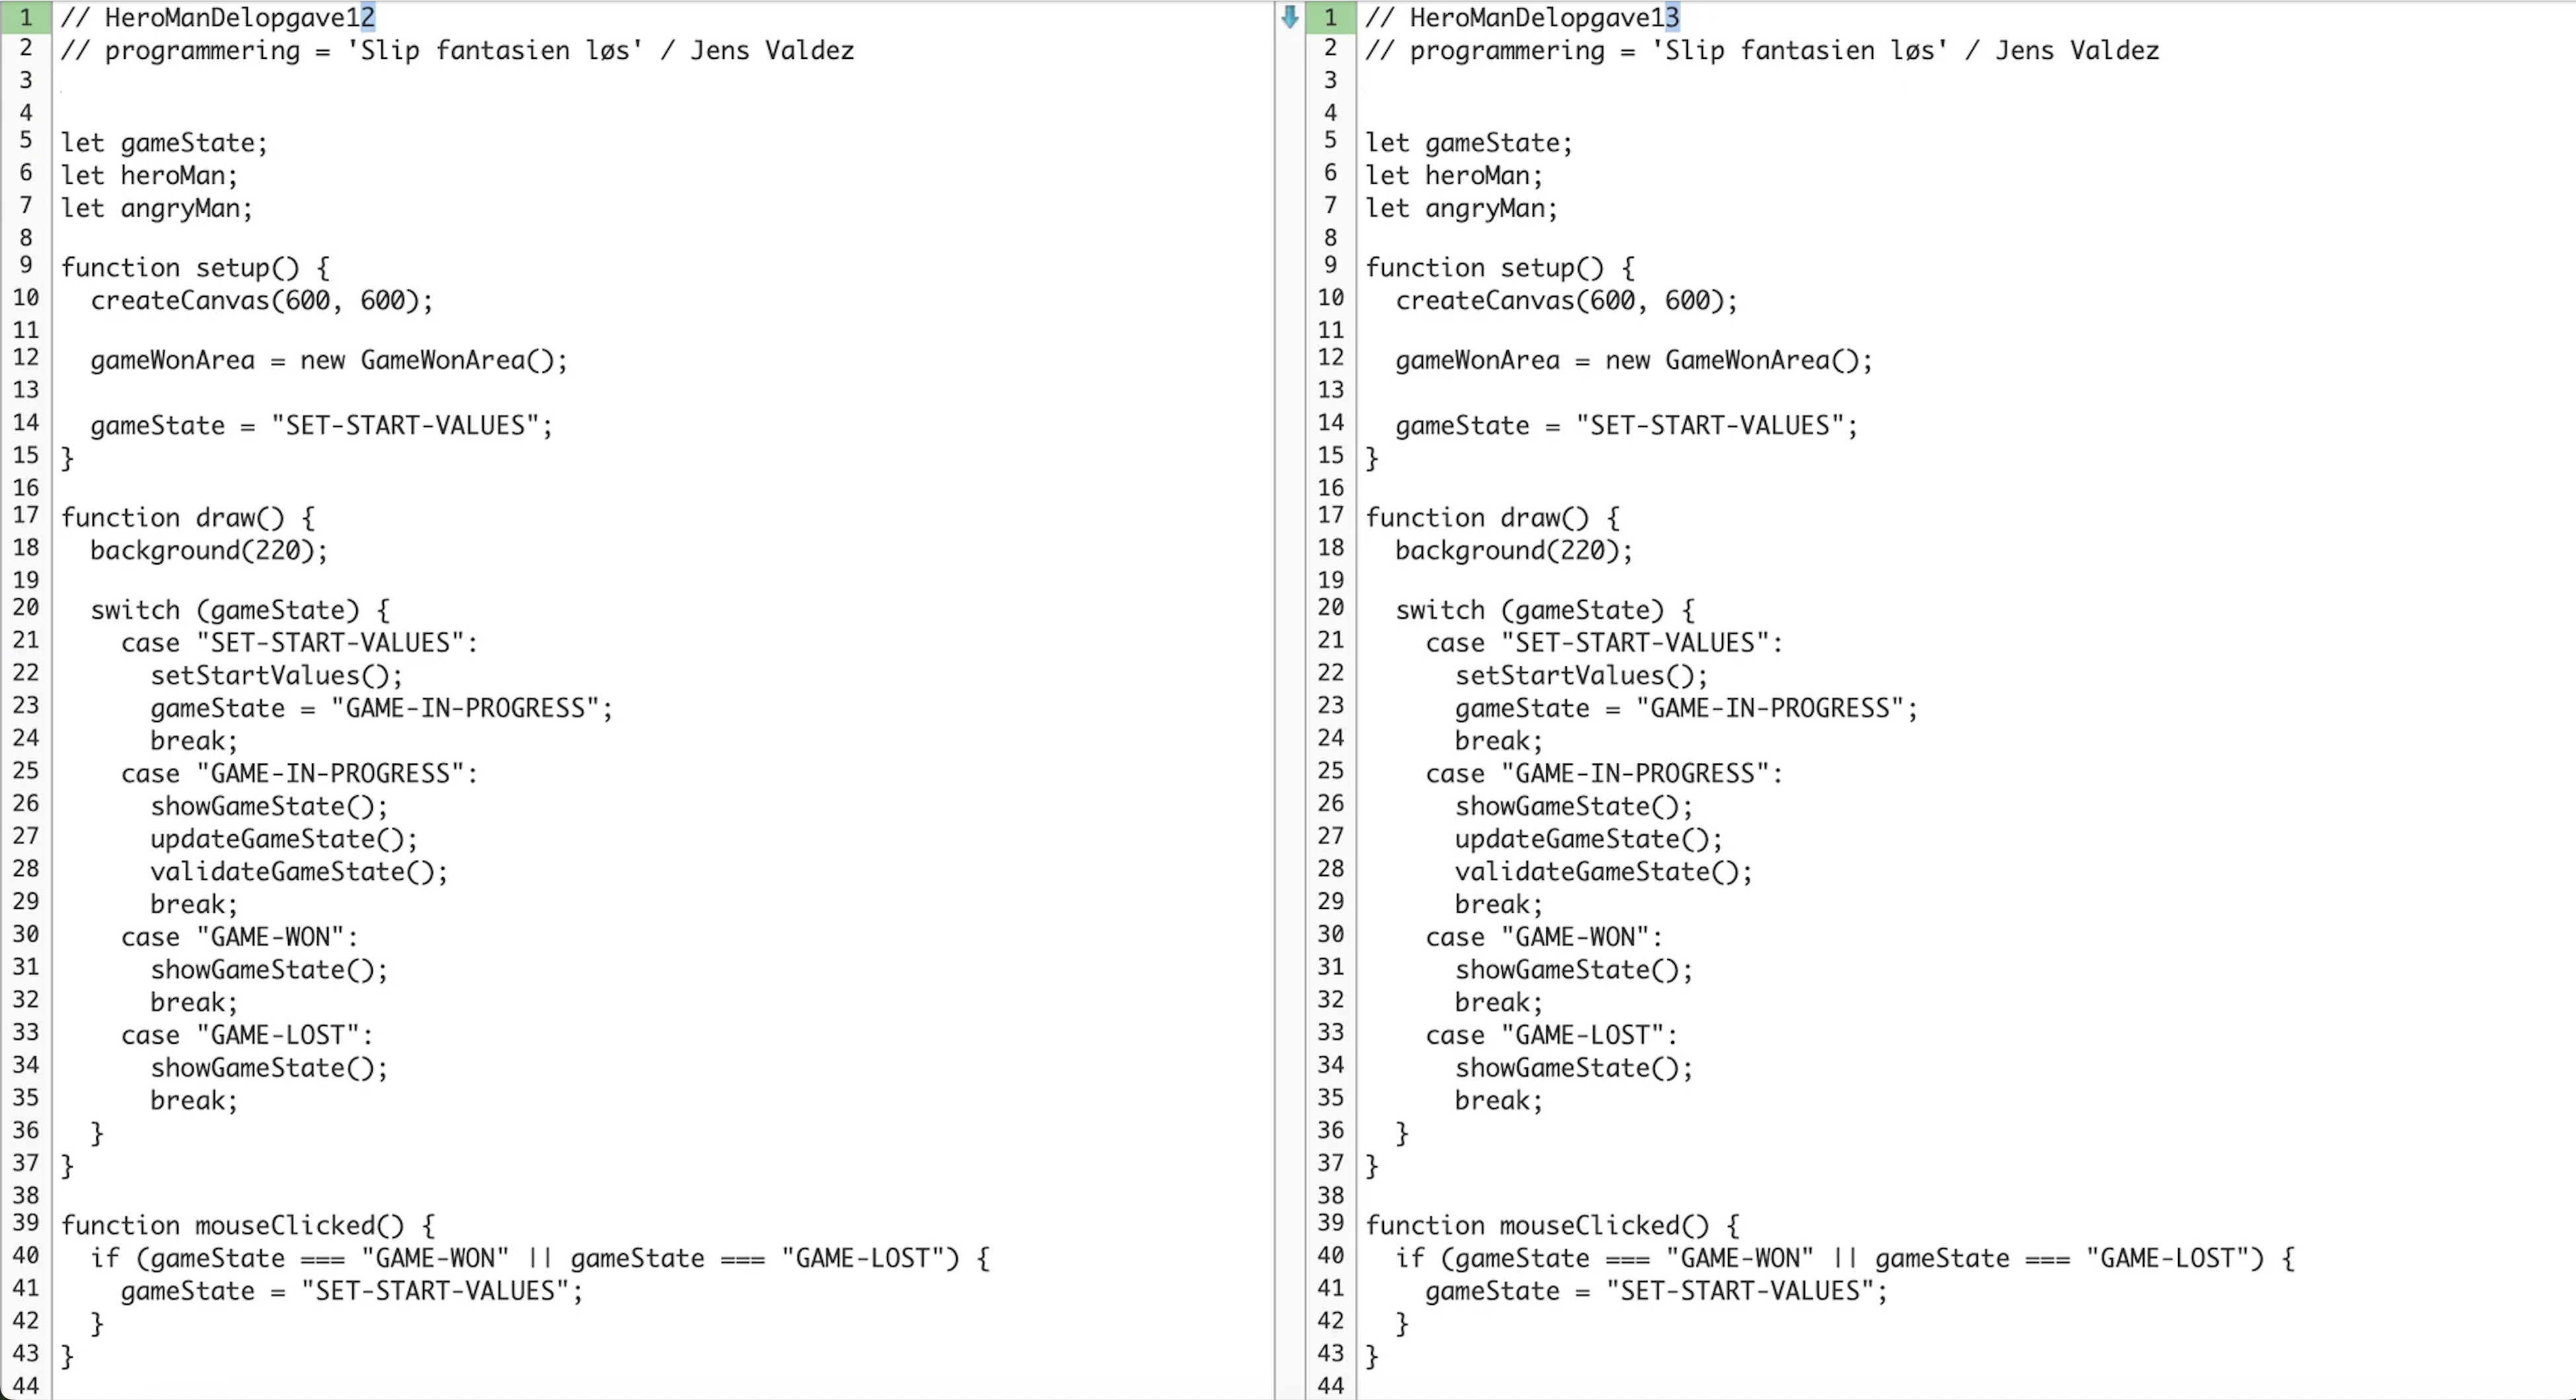 1 // HeroManDelopgave12
2 // programmering = 'Slip fantasien løs' / Jens Valdez
3
4
5 let gameState;
6 let heroMan;
7 let angryMan;
8
9 function setup() {
10   createCanvas(600, 600);
11
12   gameWonArea = new GameWonArea();
13
14   gameState = "SET-START-VALUES";
15 }
16
17 function draw() {
18   background(220);
19
20   switch (gameState) {
21     case "SET-START-VALUES":
22       setStartValues();
23       gameState = "GAME-IN-PROGRESS";
24       break;
25     case "GAME-IN-PROGRESS":
26       showGameState();
27       updateGameState();
28       validateGameState();
29       break;
30     case "GAME-WON":
31       showGameState();
32       break;
33     case "GAME-LOST":
34       showGameState();
35       break;
36   }
37 }
38
39 function mouseClicked() {
40   if (gameState === "GAME-WON" || gameState === "GAME-LOST") {
41     gameState = "SET-START-VALUES";
42   }
43 }
44
1 // HeroManDelopgave13
2 // programmering = 'Slip fantasien løs' / Jens Valdez
3
4
5 let gameState;
6 let heroMan;
7 let angryMan;
8
9 function setup() {
10   createCanvas(600, 600);
11
12   gameWonArea = new GameWonArea();
13
14   gameState = "SET-START-VALUES";
15 }
16
17 function draw() {
18   background(220);
19
20   switch (gameState) {
21     case "SET-START-VALUES":
22       setStartValues();
23       gameState = "GAME-IN-PROGRESS";
24       break;
25     case "GAME-IN-PROGRESS":
26       showGameState();
27       updateGameState();
28       validateGameState();
29       break;
30     case "GAME-WON":
31       showGameState();
32       break;
33     case "GAME-LOST":
34       showGameState();
35       break;
36   }
37 }
38
39 function mouseClicked() {
40   if (gameState === "GAME-WON" || gameState === "GAME-LOST") {
41     gameState = "SET-START-VALUES";
42   }
43 }
44